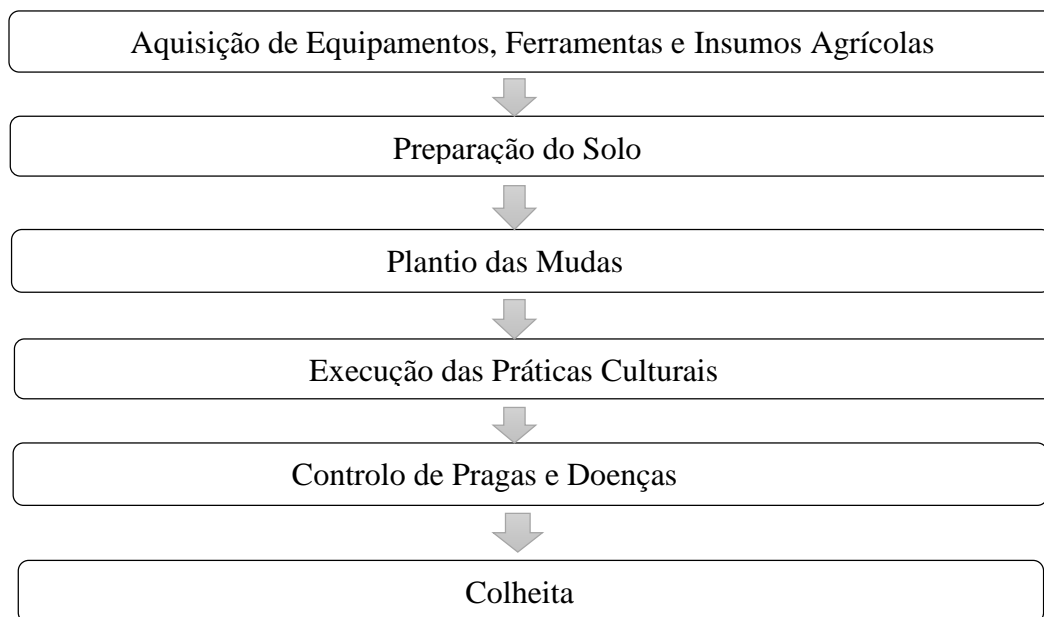 Aquisição de Equipamentos, Ferramentas e Insumos Agrícolas
Preparação do Solo
Plantio das Mudas
Execução das Práticas Culturais
Controlo de Pragas e Doenças
Colheita